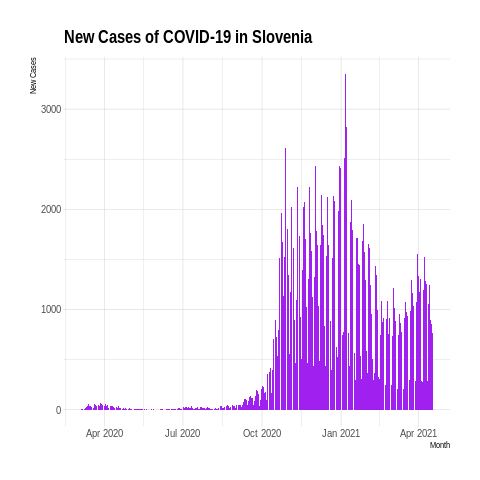 New Cases of COVID-19 in Slovenia
New Cases
3000
2000
1000
0
Apr 2020 Jul 2020 Oct 2020 Jan 2021 Apr 2021
Month